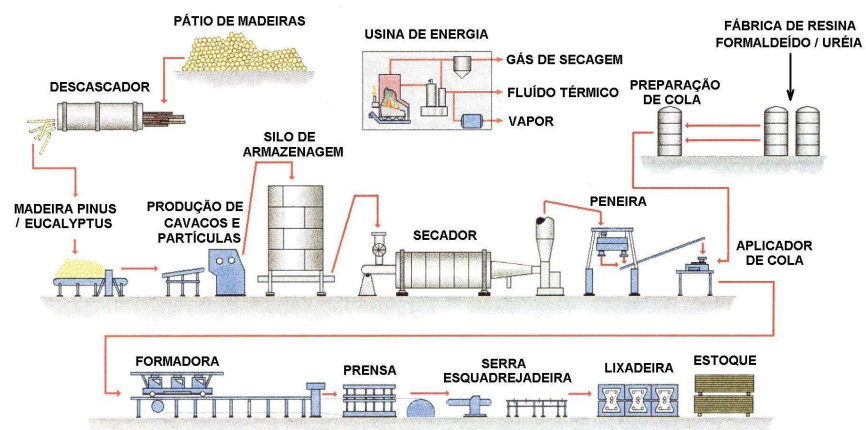 PÁTIO DE MADEIRAS
USINA DE ENERGIA
GÁS DE SECAGEM
FLUÍDO TÉRMICO
VAPOR
FÁBRICA DE RESINA
FORMALDEÍDO / URÉIA
DESCASCADOR
PREPARAÇÃO
DE COLA
SILO DE
ARMAZENAGEM
MADEIRA PINUS
/ EUCALYPTUS
PRODUÇÃO DE
CAVACOS E
PARTÍCULAS
SECADOR
PENEIRA
APLICADOR
DE COLA
FORMADORA
PRENSA
SERRA
ESQUADREJADEIRA
LIXADEIRA
ESTOQUE